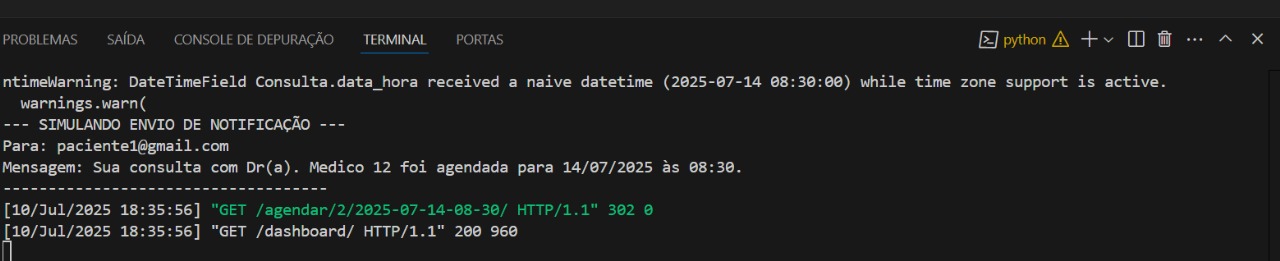 PROBLEMAS SAÍDA CONSOLE DE DEPURAÇÃO TERMINAL PORTAS python
ntimeWarning: DateTimeField Consulta.data_hora received a naive datetime (2025-07-14 08:30:00) while time zone support is active.
warnings.warn(
--- SIMULANDO ENVIO DE NOTIFICAÇÃO ---
Para: paciente1@gmail.com
Mensagem: Sua consulta com Dr(a). Medico 12 foi agendada para 14/07/2025 às 08:30.
-----------------------------------
[10/Jul/2025 18:35:56] "GET /agendar/2/2025-07-14-08-30/ HTTP/1.1" 302 0
[10/Jul/2025 18:35:56] "GET /dashboard/ HTTP/1.1" 200 960